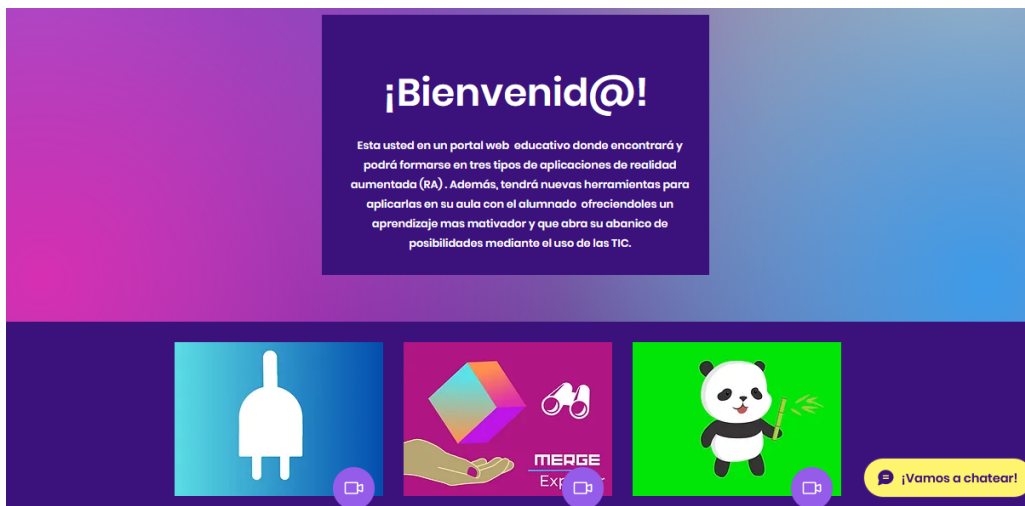 ¡Bienvenid@!
Esta usted en un portal web educativo donde encontrará y
podrá formarse en tres tipos de aplicaciones de realidad
aumentada (RA) . Además, tendrá nuevas herramientas para
aplicarlas en su aula con el alumnado ofreciendoles un
aprendizaje mas mativador y que abra su abanico de
posibilidades mediante el uso de las TIC.
MERGE
¡Vamos a chatear!